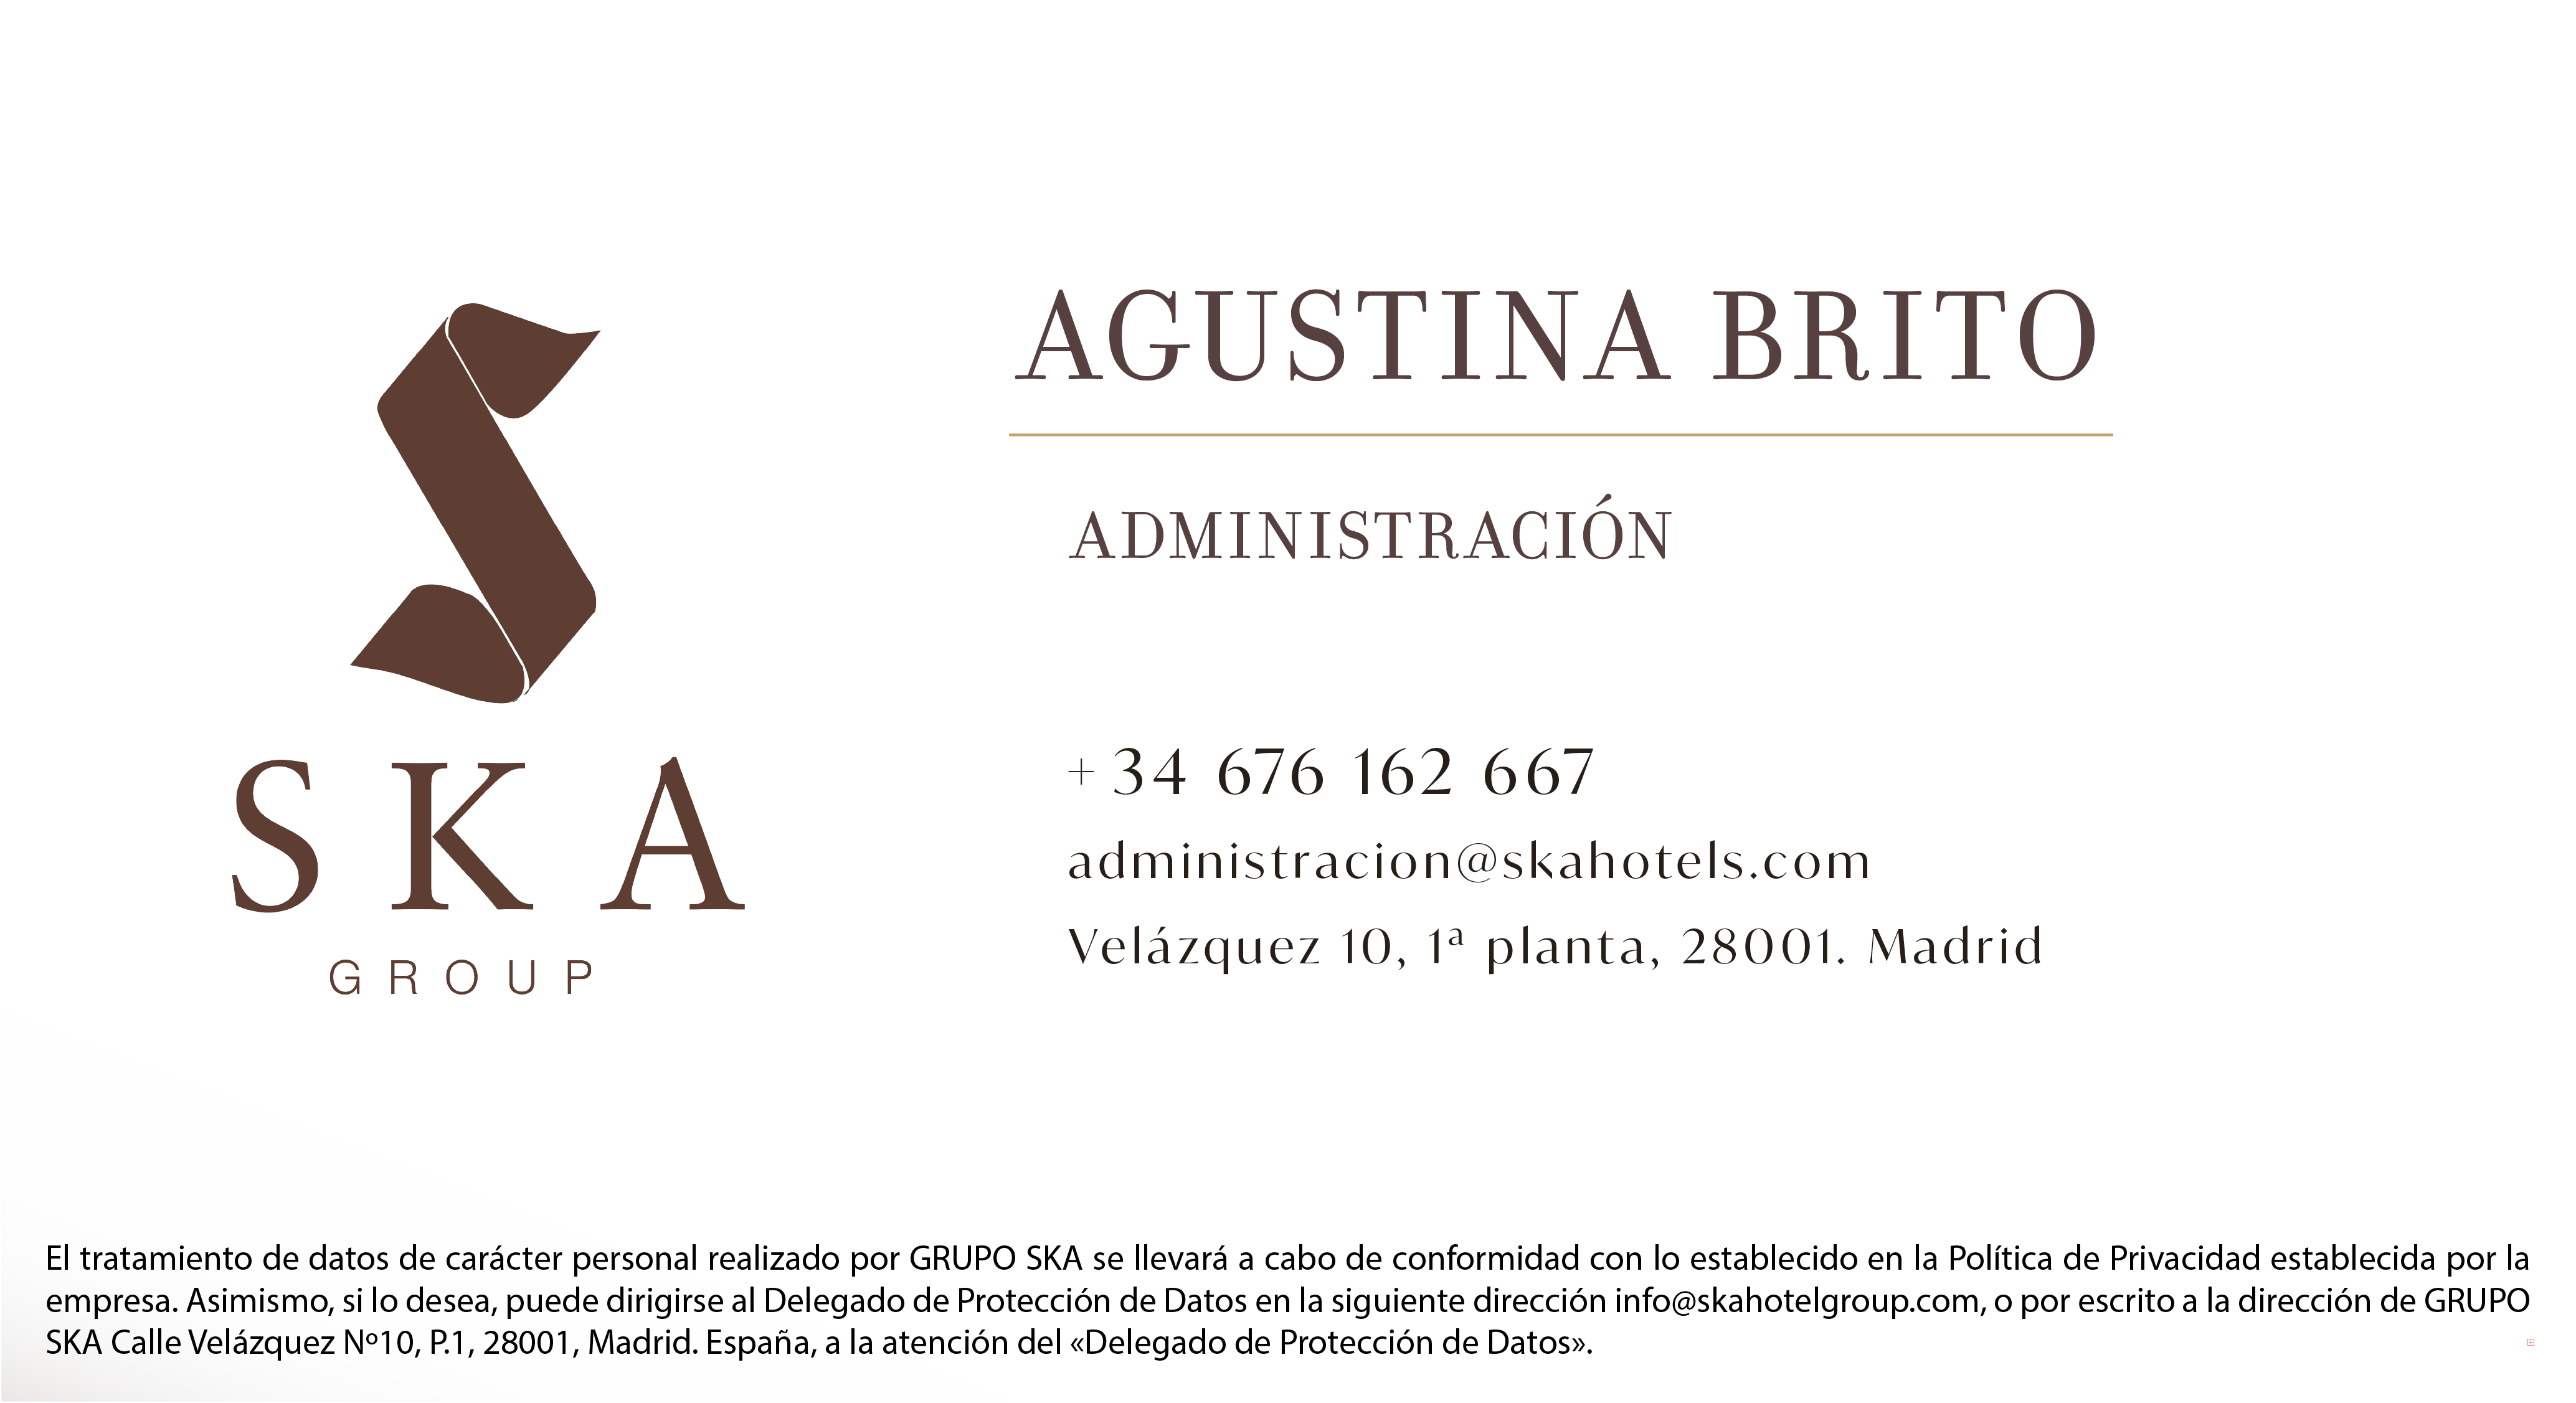 AGUSTINA BRITO
ADMINISTRACIÓN
SKA
GROUP
+ 34 676 162 667
administracion@skahotels.com
Velázquez 10, 1ª planta, 28001. Madrid
El tratamiento de datos de carácter personal realizado por GRUPO SKA se llevará a cabo de conformidad con lo establecido en la Política de Privacidad establecida por la
empresa. Asimismo, si lo desea, puede dirigirse al Delegado de Protección de Datos en la siguiente dirección info@skahotelgroup.com, o por escrito a la dirección de GRUPO
SKA Calle Velázquez Nº10, P.1, 28001, Madrid. España, a la atención del «Delegado de Protección de Datos».